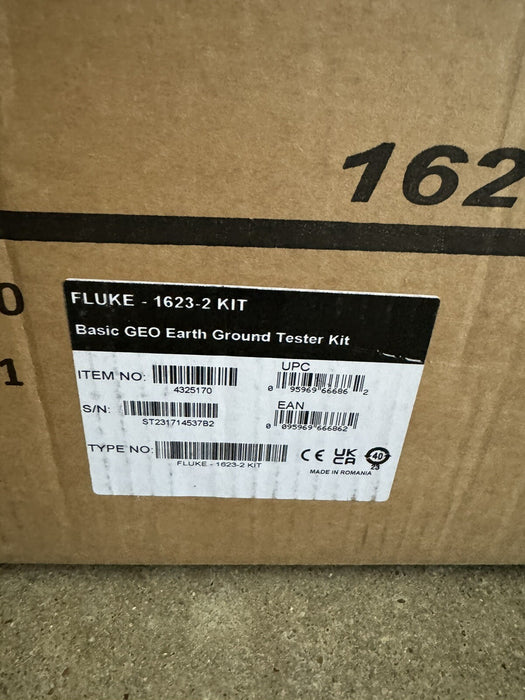 162
0
1
FLUKE - 1623-2 KIT
Basic GEO Earth Ground Tester Kit
ITEM NO:
4325170
UPC
0 95969 66686 2
S/N:
ST231714537B2
EAN
0 095969 666862
TYPE NO:
FLUKE - 1623-2 KIT
CE UK CA 40
23
MADE IN ROMANIA